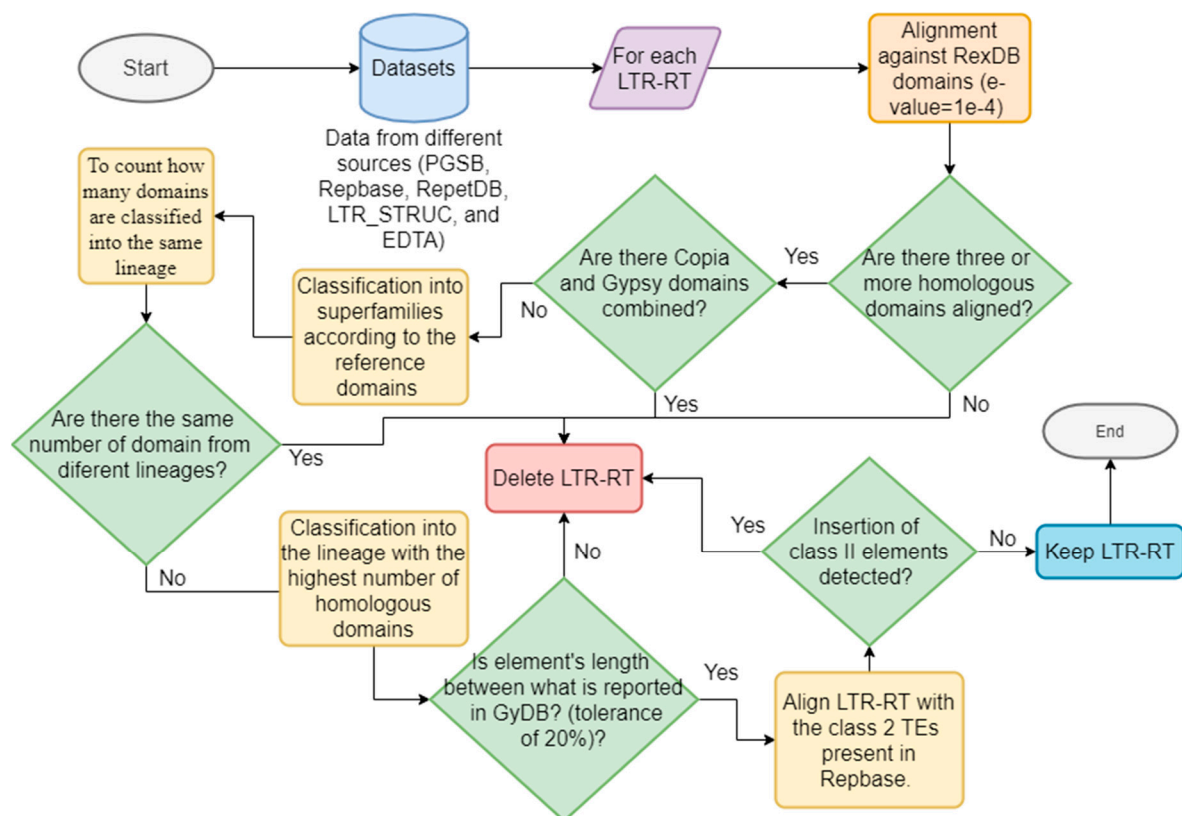 Start
Datasets
For each
LTR-RT
Alignment
against RexDB
domains (e-
value=1e-4)
Data from different
sources (PGSB,
Repbase, RepetDB,
LTR_STRUC, and
EDTA)
To count how
many domains
are classified
into the same
lineage
Classification into
superfamilies
according to the
reference
domains
No
Are there Copia
and Gypsy domains
combined?
Yes
Are there three or
more homologous
domains aligned?
Yes
No
Are there the same
number of domain from
diferent lineages?
Yes
Delete LTR-RT
End
No
Classification into
the lineage with the
highest number of
homologous
domains
No
Yes
Insertion of
class II elements
detected?
No
Keep LTR-RT
Is element's length
between what is reported
in GyDB? (tolerance
of 20%)?
Yes
Align LTR-RT with
the class 2 TEs
present in
Repbase.